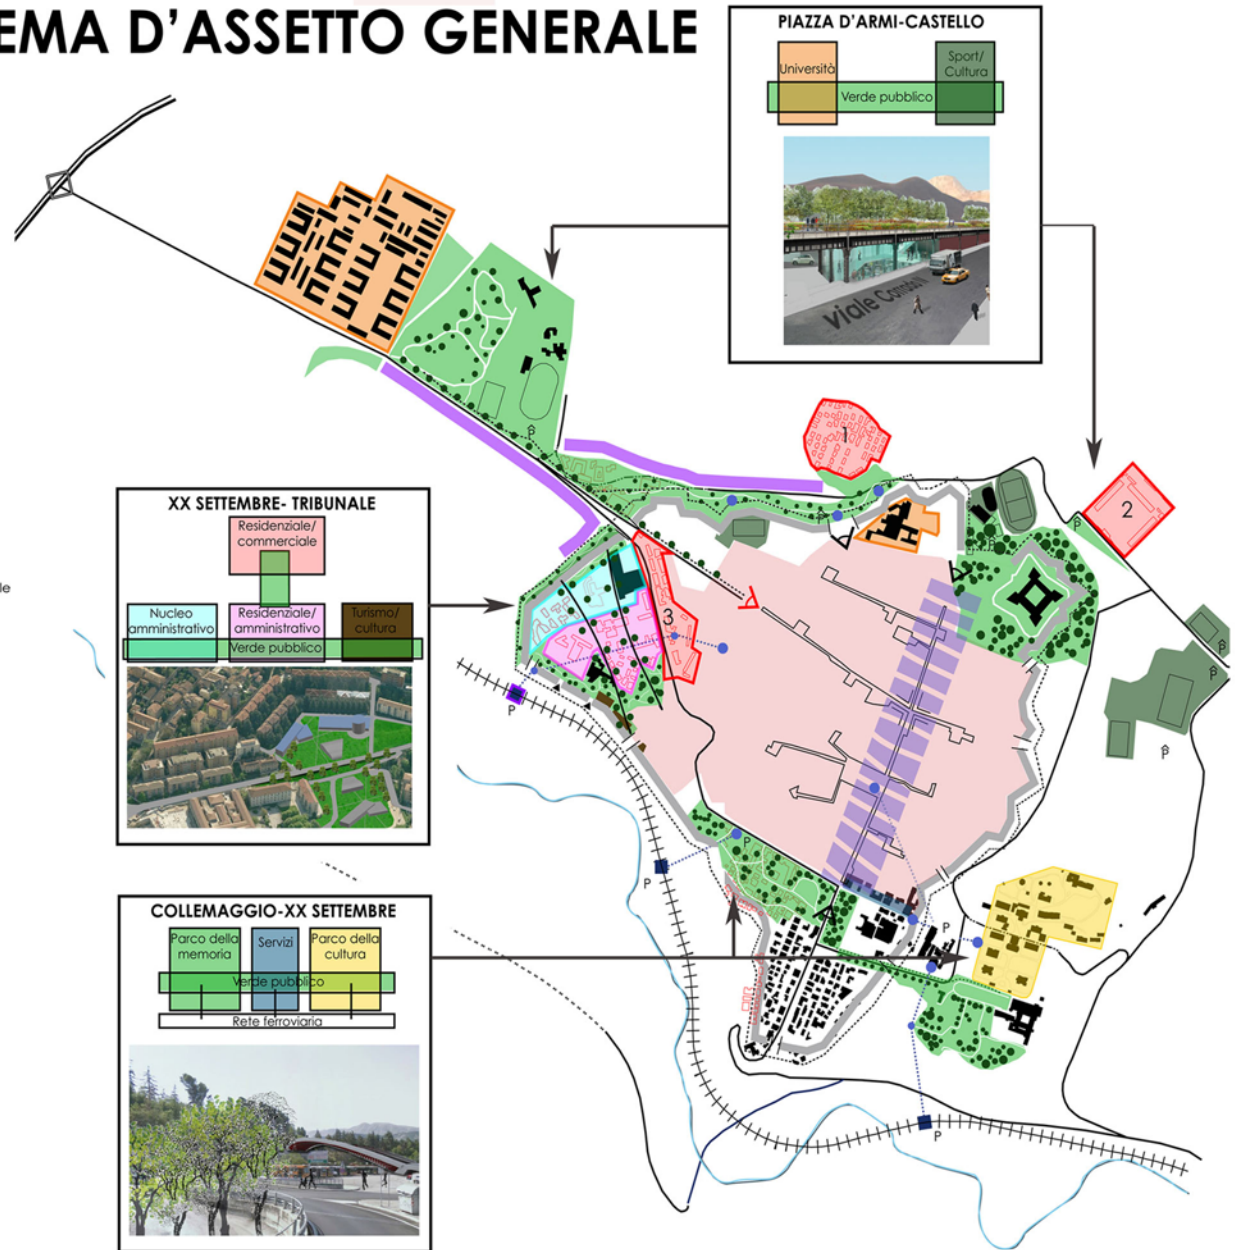 EMA D'ASSETTO GENERALE
PIAZZA D'ARMI-CASTELLO
Università
Sport/
Cultura
Verde pubblico
viale Corrado
1
2
XX SETTEMBRE- TRIBUNALE
Residenziale/
commerciale
Nucleo
amministrativo
Residenziale/
amministrativo
Turismo/
cultura
Verde pubblico
le
3
P
P
P
P
P
P
P
P
P
P
COLLEMAGGIO-XX SETTEMBRE
Parco della
memoria
Servizi
Parco della
cultura
Verde pubblico
Rete ferroviaria